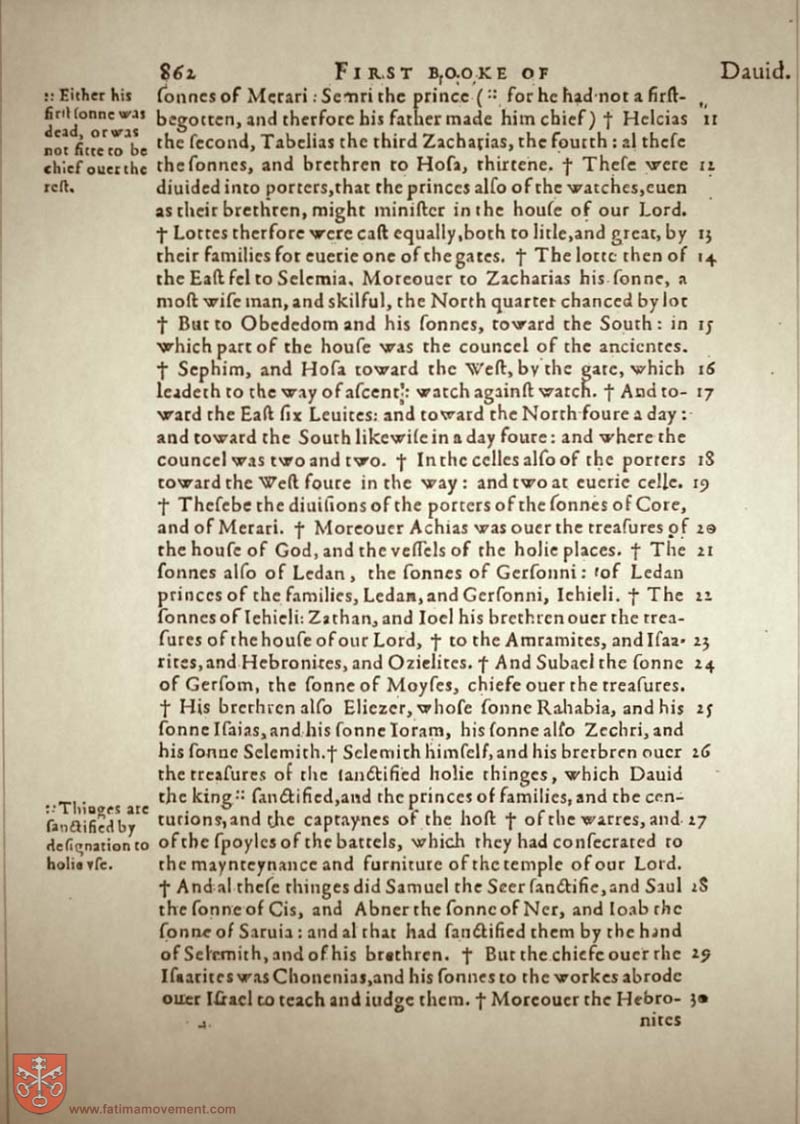 862 FIRST BOOKE OF Dauid.
:: Either his
first sonne was
dead, or was
not fitte to be
chief ouer the
rest.
ſonnes of Merari : Semri the prince (:: for he had not a firſt-
begotten, and therfore his father made him chief) † Helcias 11
the ſecond, Tabelias the third Zacharias, the fourth : al theſe
the ſonnes, and brethren to Hoſa, thirtene. † Theſe were 12
diuided into porters, that the princes alſo of the watches, euen
as their brethren, might miniſter in the houſe of our Lord.
† Lottes therfore were caſt equally, both to litle, and great, by 13
their families for euerie one of the gates. † The lotte then of 14
the Eaſt fel to Selemia. Moreouer to Zacharias his ſonne, a
moſt wiſe man, and skilful, the North quarter chanced by lot
† But to Obededom and his ſonnes, toward the South : in 15
which part of the houſe was the councel of the ancientes.
† Sephim, and Hoſa toward the Weſt, by the gate, which 16
leadeth to the way of aſcent : watch againſt watch. † And to- 17
ward the Eaſt ſix Leuites: and toward the North foure a day :
and toward the South likewiſe in a day foure : and where the
councel was two and two. † In the celles alſo of the porters 18
toward the Weſt foure in the way : and two at euerie celle. 19
† Theſe be the diuiſions of the porters of the ſonnes of Core,
and of Merari. † Moreouer Achias was ouer the treaſures of 20
the houſe of God, and the veſſels of the holie places. † The 21
ſonnes alſo of Ledan, the ſonnes of Gerſonni : of Ledan
princes of the families, Ledan, and Gerſonni, Iehieli. † The 22
ſonnes of Iehieli: Zathan, and Ioel his brethren ouer the trea-
ſures of the houſe of our Lord, † to the Amramites, and Iſaa- 23
rites, and Hebronites, and Ozielites. † And Subael the ſonne 24
of Gerſom, the ſonne of Moyſes, chiefe ouer the treaſures.
† His brethren alſo Eliezer, whoſe ſonne Rahabia, and his 25
ſonne Iſaias, and his ſonne Ioram, his ſonne alſo Zechri, and
his ſonne Selemith. † Selemith himſelf, and his brethren ouer 26
the treaſures of the ſanctified holie thinges, which Dauid
the king :: ſanctified, and the princes of families, and the cen-
turions, and the captaynes of the hoſt † of the warres, and 27
of the ſpoyles of the battels, which they had conſecrated to
the maynteynance and furniture of the temple of our Lord.
† And al theſe thinges did Samuel the Seer ſanctifie, and Saul 28
the ſonne of Cis, and Abner the ſonne of Ner, and Ioab the
ſonne of Saruia : and al that had ſanctified them by the hand
of Selemith, and of his brethren. † But the chiefe ouer the 29
Iſaarites was Chonenias, and his ſonnes to the workes abrode
ouer Iſrael to teach and iudge them. † Moreouer the Hebro- 30
nites
:: Thinges are
ſanctified by
deſignation to
holie vſe.
www.fatimamovement.com